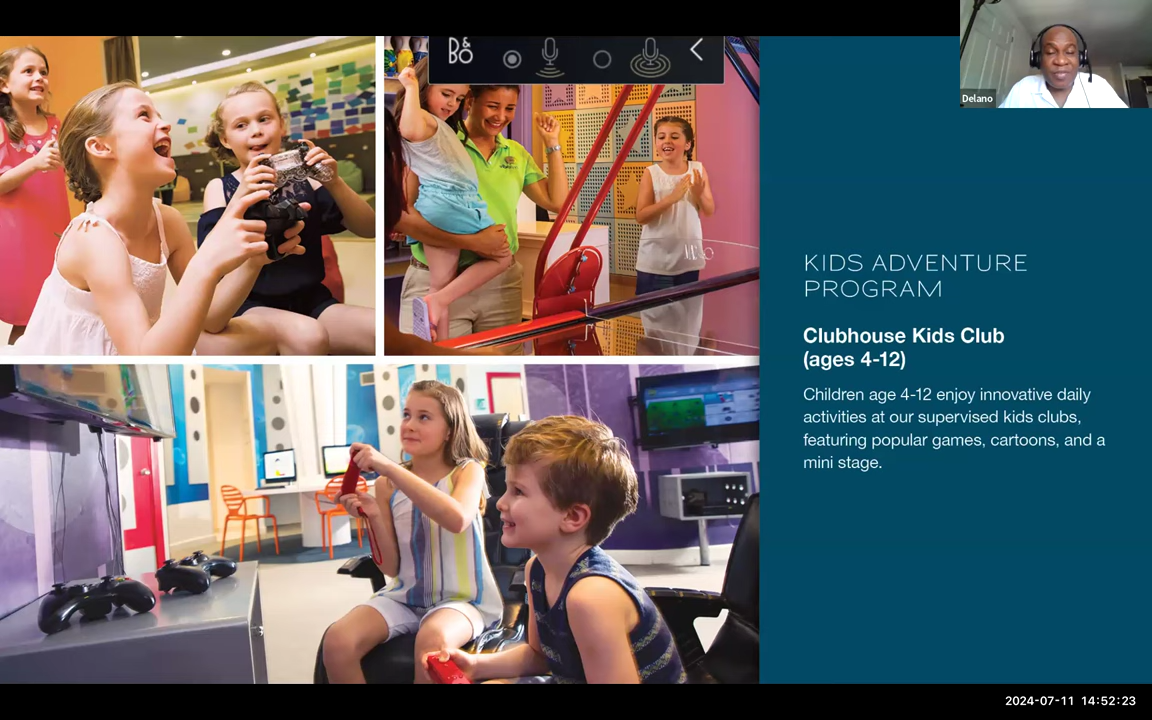 B&
BO
Delano
KIDS ADVENTURE
PROGRAM
Clubhouse Kids Club
(ages 4-12)
Children age 4-12 enjoy innovative daily
activities at our supervised kids clubs,
featuring popular games, cartoons, and a
mini stage.
2024-07-11 14:52:23